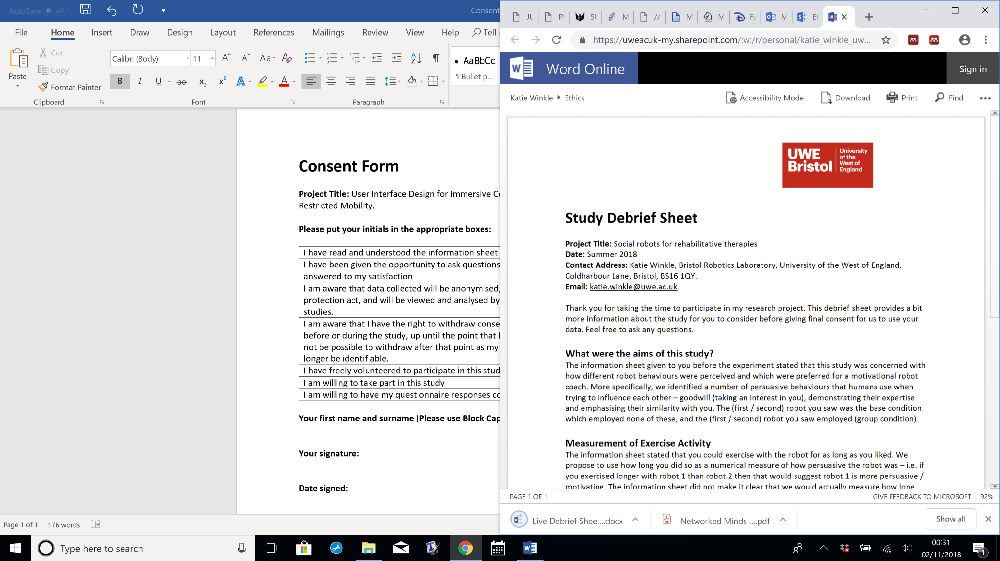 AutoSave Off
Consent
File Home Insert Draw Design Layout References Mailings Review View Help Tell
Paste
Cut
Copy
Format Painter
Clipboard
Calibri (Body) 11
Font
Paragraph
AaBbCc
¶ Bullet p...
Consent Form
Project Title: User Interface Design for Immersive
Restricted Mobility.
Please put your initials in the appropriate boxes:
I have read and understood the information sheet
I have been given the opportunity to ask questions
answered to my satisfaction
I am aware that data collected will be anonymised,
protection act, and will be viewed and analysed by
studies.
I am aware that I have the right to withdraw conse
before or during the study, up until the point that I
not be possible to withdraw after that point as my
longer be identifiable.
I have freely volunteered to participate in this stud
I am willing to take part in this study
I am willing to have my questionnaire responses co
Your first name and surname (Please use Block Cap
Your signature:
Date signed:
Page 1 of 1 176 words
https://uweacuk-my.sharepoint.com/:w:/r/personal/katie_winkle_uw...
Word Online
Sign in
Katie Winkle Ethics
Accessibility Mode Download Print Find
UWE
Bristol
University
of the
West of
England
Study Debrief Sheet
Project Title: Social robots for rehabilitative therapies
Date: Summer 2018
Contact Address: Katie Winkle, Bristol Robotics Laboratory, University of the West of England,
Coldharbour Lane, Bristol, BS16 1QY.
Email: katie.winkle@uwe.ac.uk
Thank you for taking the time to participate in my research project. This debrief sheet provides a bit
more information about the study for you to consider before giving final consent for us to use your
data. Feel free to ask any questions.
What were the aims of this study?
The information sheet given to you before the experiment stated that this study was concerned with
how different robot behaviours were perceived and which were preferred for a motivational robot
coach. More specifically, we identified a number of persuasive behaviours that humans use when
trying to influence each other – goodwill (taking an interest in you), demonstrating their expertise
and emphasising their similarity with you. The (first / second) robot you saw was the base condition
which employed none of these, and the (first / second) robot you saw employed (group condition).
Measurement of Exercise Activity
The information sheet stated that you could exercise with the robot for as long as you liked. We
propose to use how long you did so as a numerical measure of how persuasive the robot was – i.e. if
you exercised longer with robot 1 than robot 2 then that would suggest robot 1 is more persuasive /
motivating. The information sheet did not make it clear that we would actually measure how long
PAGE 1 OF 1
GIVE FEEDBACK TO MICROSOFT 92%
Live Debrief Shee....docx
Networked Minds ....pdf
Show all
Type here to search
00:31
02/11/2018
1